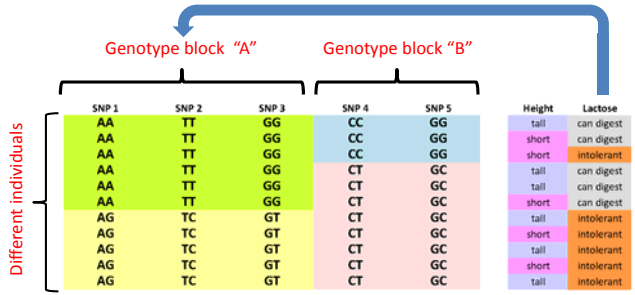 Genotype block “A” Genotype block “B”
Different individuals
SNP 1 SNP 2 SNP 3 SNP 4 SNP 5 Height Lactose
AA TT GG CC GG tall can digest
AA TT GG CC GG short can digest
AA TT GG CC GG short intolerant
AA TT GG CT GC tall can digest
AA TT GG CT GC tall can digest
AA TT GG CT GC short can digest
AG TC GT CT GC tall intolerant
AG TC GT CT GC short intolerant
AG TC GT CT GC tall intolerant
AG TC GT CT GC short intolerant
AG TC GT CT GC tall intolerant